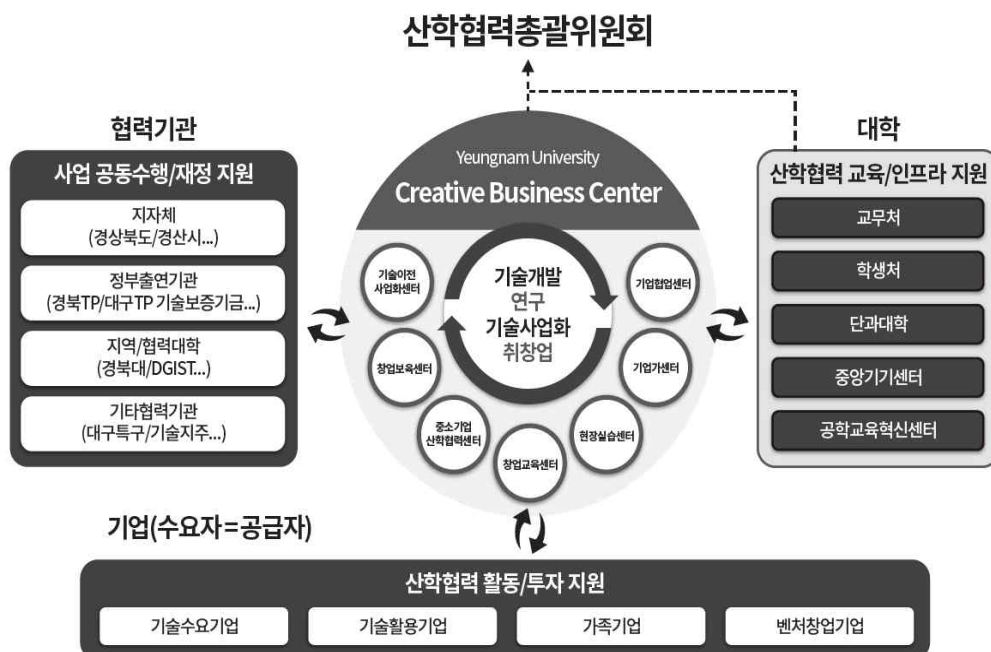 산학협력총괄위원회
협력기관
사업 공동수행/재정 지원
지자체
(경상북도/경산시...)
정부출연기관
(경북TP/대구TP 기술보증기금...)
지역/협력대학
(경북대/DGIST...)
기타협력기관
(대구특구/기술지주...)
Yeungnam University
Creative Business Center
기술개발
연구
기술사업화
취창업
기술이전
사업화센터
창업보육센터
중소기업
산학협력센터
창업교육센터
현장실습센터
기업가센터
기업협업센터
대학
산학협력 교육/인프라 지원
교무처
학생처
단과대학
중앙기기센터
공학교육혁신센터
기업(수요자=공급자)
산학협력 활동/투자 지원
기술수요기업
기술활용기업
가족기업
벤처창업기업